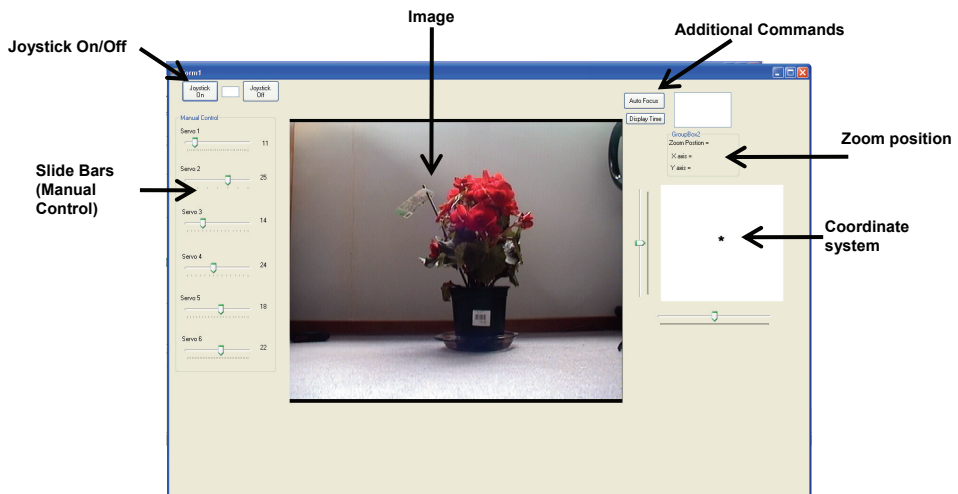 Image
Additional Commands
Joystick On/Off
Form1
Joystick
On
Joystick
Off
Auto Focus
Display Time
Manual Control
Servo 1
11
Servo 2
25
Servo 3
14
Servo 4
24
Servo 5
18
Servo 6
22
GroupBox2
Zoom Position =
X axis =
Y axis =
Zoom position
Slide Bars
(Manual
Control)
*
Coordinate
system